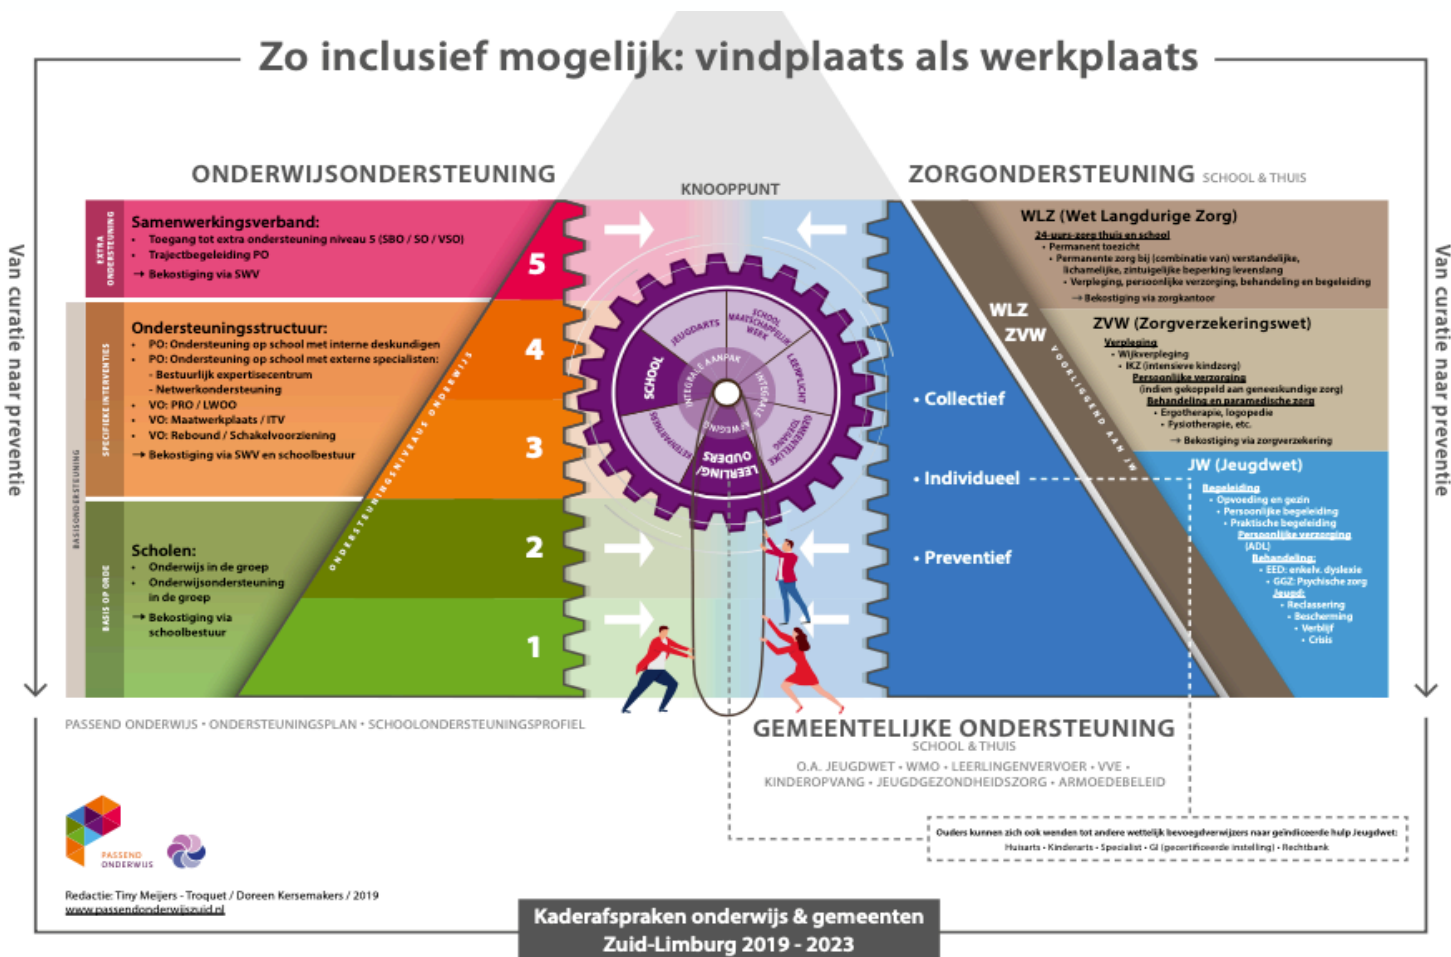 Zo inclusief mogelijk: vindplaats als werkplaats
Van curatie naar preventie
ONDERWIJSONDERSTEUNING
EXTRA
ONDERSTEUNING
Samenwerkingsverband:
• Toegang tot extra ondersteuning niveau 5 (SBO / SO / VSO)
• Trajectbegeleiding PO
→ Bekostiging via SWV
BASISONDERSTEUNING
SPECIFIEKE INTERVENTIES
Ondersteuningsstructuur:
• PO: Ondersteuning op school met interne deskundigen
• PO: Ondersteuning op school met externe specialisten:
- Bestuurlijk expertisecentrum
- Netwerkondersteuning
• VO: PRO / LWOO
• VO: Maatwerkplaats / ITV
• VO: Rebound / Schakelvoorziening
→ Bekostiging via SWV en schoolbestuur
BASIS OP ORDE
Scholen:
• Onderwijs in de groep
• Onderwijsondersteuning
in de groep
→ Bekostiging via
schoolbestuur
ONDERSTEUNINGSNIVEAUS ONDERWIJS
5
4
3
2
1
KNOOPPUNT
SCHOOL
JEUGDARTS
SCHOOL
MAATSCHAPPELIJK
WERK
LEERPLICHT
GEMEENTELIJKE
TOEGANG
LEERLING/
OUDERS
KETENPARTNERS
INTEGRALE AANPAK
INTEGRALE AFWEGING
ZORGONDERSTEUNING SCHOOL & THUIS
• Collectief
• Individueel
• Preventief
WLZ
ZVW
VOORLIGGEND AAN JW
WLZ (Wet Langdurige Zorg)
24-uurs-zorg thuis en school
• Permanent toezicht
• Permanente zorg bij (combinatie van) verstandelijke,
lichamelijke, zintuigelijke beperking levenslang
• Verpleging, persoonlijke verzorging, behandeling en begeleiding
→ Bekostiging via zorgkantoor
ZVW (Zorgverzekeringswet)
Verpleging
• Wijkverpleging
• IKZ (intensieve kindzorg)
Persoonlijke verzorging
(indien gekoppeld aan geneeskundige zorg)
Behandeling en paramedische zorg
• Ergotherapie, logopedie
• Fysiotherapie, etc.
→ Bekostiging via zorgverzekering
JW (Jeugdwet)
Begeleiding
• Opvoeding en gezin
• Persoonlijke begeleiding
• Praktische begeleiding
Persoonlijke verzorging
(ADL)
Behandeling:
• EED: enkelv. dyslexie
• GGZ: Psychische zorg
Jeugd:
• Reclassering
• Bescherming
• Verblijf
• Crisis
Van curatie naar preventie
PASSEND ONDERWIJS • ONDERSTEUNINGSPLAN • SCHOOLONDERSTEUNINGSPROFIEL
GEMEENTELIJKE ONDERSTEUNING
SCHOOL & THUIS
O.A. JEUGDWET • WMO • LEERLINGENVERVOER • VVE •
KINDEROPVANG • JEUGDGEZONDHEIDSZORG • ARMOEDEBELEID
Ouders kunnen zich ook wenden tot andere wettelijk bevoegdverwijzers naar geïndiceerde hulp Jeugdwet:
Huisarts • Kinderarts • Specialist • GI (gecertificeerde instelling) • Rechtbank
PASSEND
ONDERWIJS
Redactie: Tiny Meijers - Troquet / Doreen Kersemakers / 2019
www.passendonderwijszuid.nl
Kaderafspraken onderwijs & gemeenten
Zuid-Limburg 2019 - 2023